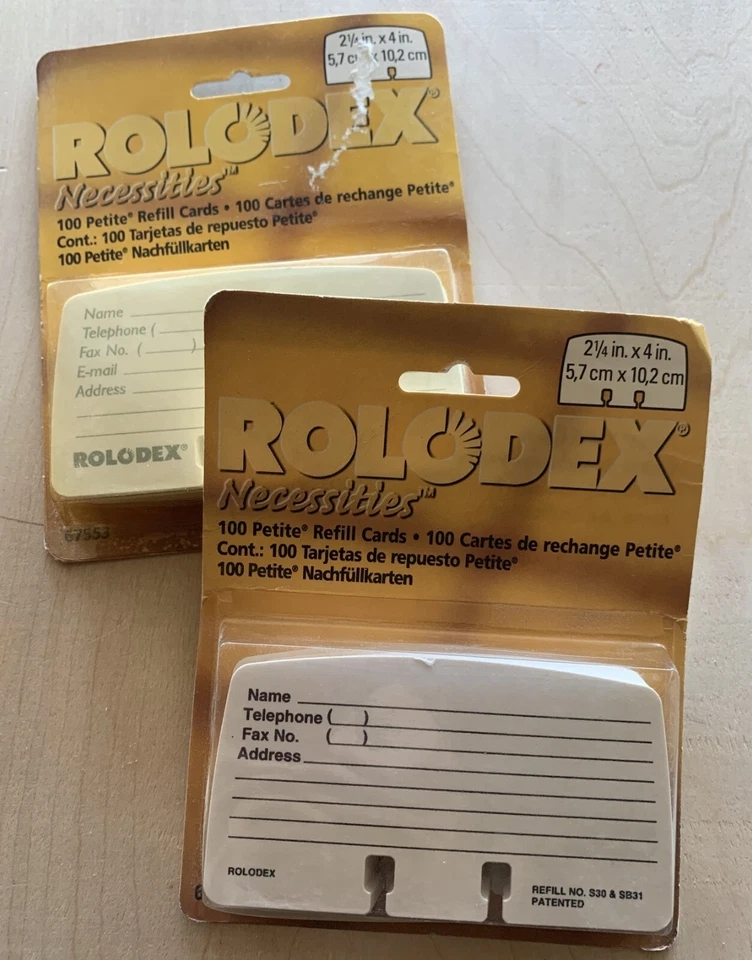 2¼ in. x 4 in.
5,7 cm x 10,2 cm
ROLODEX®
Necessities™
100 Petite® Refill Cards • 100 Cartes de rechange Petite®
Cont.: 100 Tarjetas de repuesto Petite®
100 Petite® Nachfüllkarten
Name
Telephone (
Fax No. ( )
E-mail
Address
ROLODEX®
67553
2¼ in. x 4 in.
5,7 cm x 10,2 cm
ROLODEX®
Necessities™
100 Petite® Refill Cards • 100 Cartes de rechange Petite®
Cont.: 100 Tarjetas de repuesto Petite®
100 Petite® Nachfüllkarten
Name
Telephone ( )
Fax No. ( )
Address
ROLODEX
REFILL NO. S30 & SB31
PATENTED